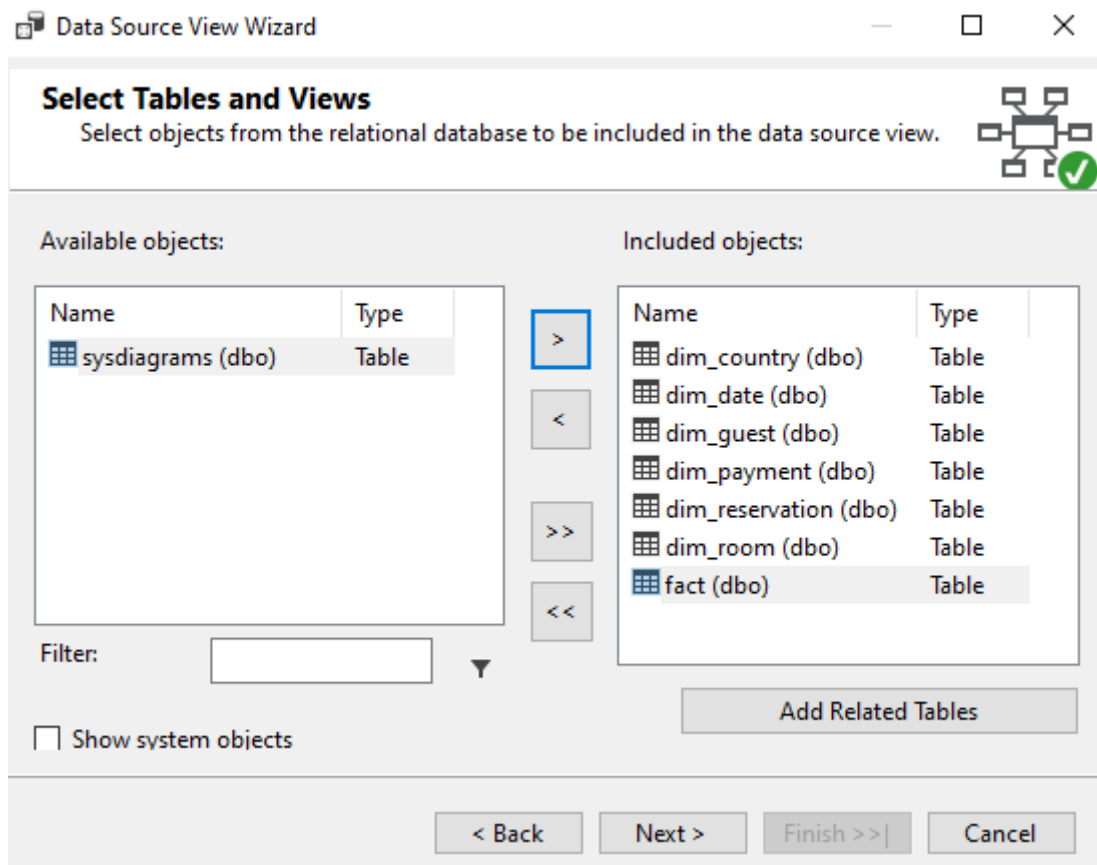 Data Source View Wizard
Select Tables and Views
Select objects from the relational database to be included in the data source view.
Available objects:
Name Type
sysdiagrams (dbo) Table
>
<
>>
<<
Filter:
Show system objects
Included objects:
Name Type
dim_country (dbo) Table
dim_date (dbo) Table
dim_guest (dbo) Table
dim_payment (dbo) Table
dim_reservation (dbo) Table
dim_room (dbo) Table
fact (dbo) Table
Add Related Tables
< Back Next > Finish >>| Cancel